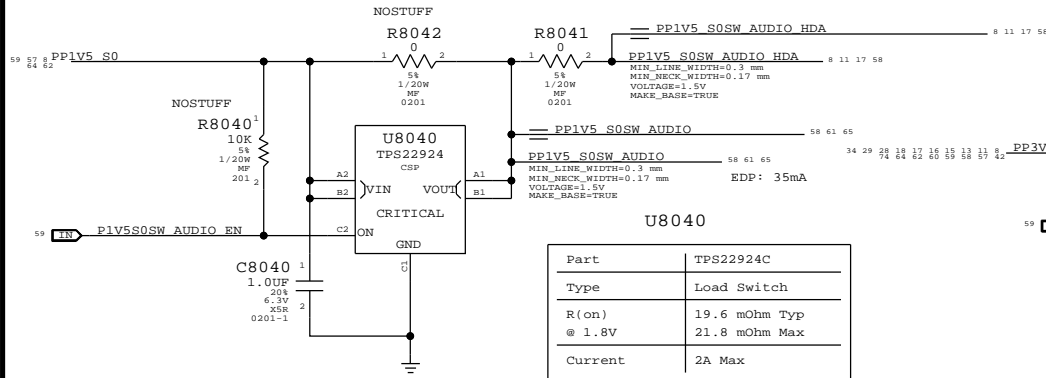 NOSTUFF
R8042
0
1 2
5%
1/20W
MF
0201
R8041
0
1 2
5%
1/20W
MF
0201
PP1V5_S0SW_AUDIO_HDA
8 11 17 58
PP1V5_S0SW_AUDIO_HDA
8 11 17 58
MIN_LINE_WIDTH=0.3 mm
MIN_NECK_WIDTH=0.17 mm
VOLTAGE=1.5V
MAKE_BASE=TRUE
59 57 8
64 62
PP1V5_S0
NOSTUFF
R8040
1
10K
5%
1/20W
MF
201
2
U8040
TPS22924
CSP
A2
B2
VIN
VOUT
A1
B1
CRITICAL
C2
ON
GND
C1
PP1V5_S0SW_AUDIO
58 61 65
PP1V5_S0SW_AUDIO
58 61 65
MIN_LINE_WIDTH=0.3 mm
MIN_NECK_WIDTH=0.17 mm
VOLTAGE=1.5V
MAKE_BASE=TRUE
EDP: 35mA
34 29 28 18 17 16 15 13 11 8
74 64 62 60 59 58 57 42
PP3V
59
IN
P1V5S0SW_AUDIO_EN
C8040
1
1.0UF
20%
6.3V
X5R
0201-1
2
59
U8040
Part TPS22924C
Type Load Switch
R(on) 19.6 mOhm Typ
@ 1.8V 21.8 mOhm Max
Current 2A Max